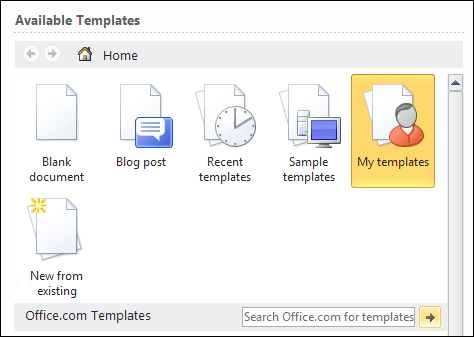 Available Templates
Home
Blank
document
Blog post
Recent
templates
Sample
templates
My templates
New from
existing
Office.com Templates
Search Office.com for templates